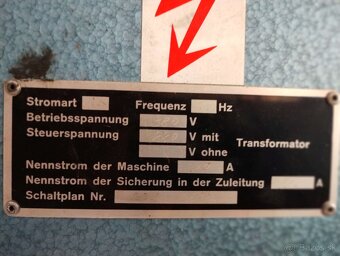 Stromart Frequenz Hz
Betriebsspannung V
Steuerspannung V mit Transformator
V ohne
Nennstrom der Maschine A
Nennstrom der Sicherung in der Zuleitung A
Schaltplan Nr.